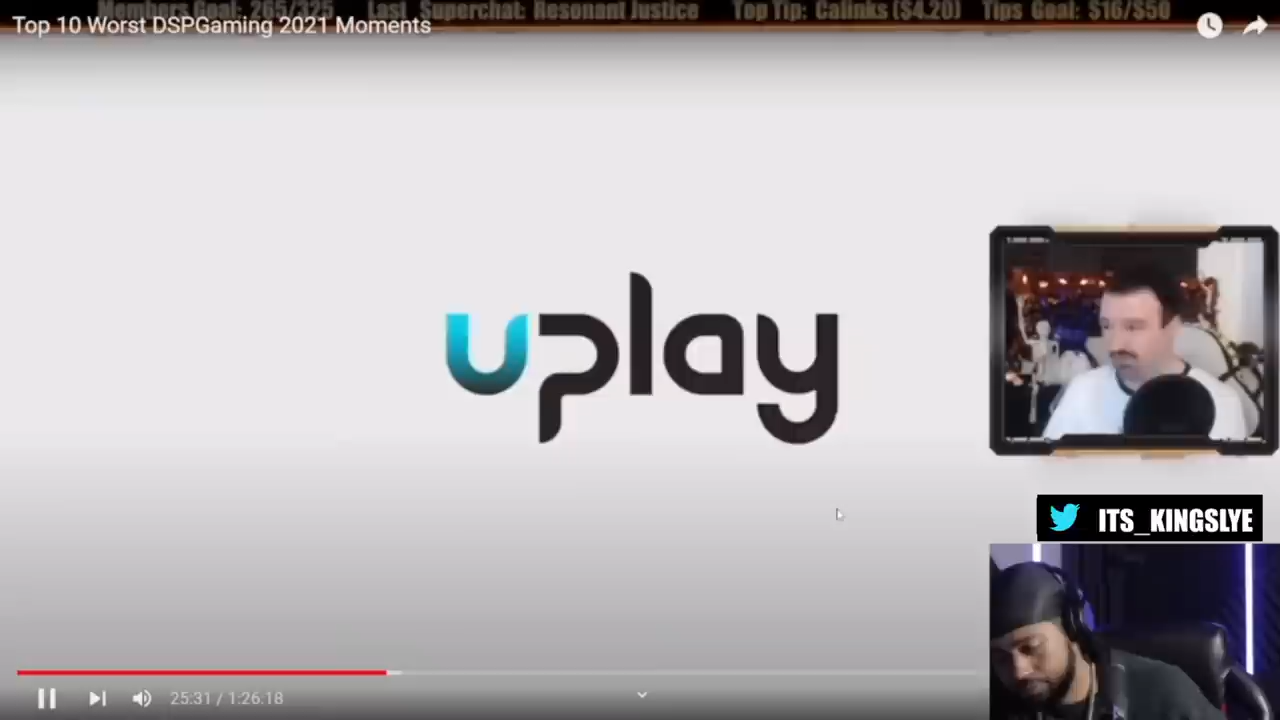 Members Goal: 265/325 Last Superchat: Resonant Justice Top Tip: Calinks ($4.20) Tips Goal: $16/$50
Top 10 Worst DSPGaming 2021 Moments
uplay
ITS_KINGSLYE
25:31 / 1:26:18